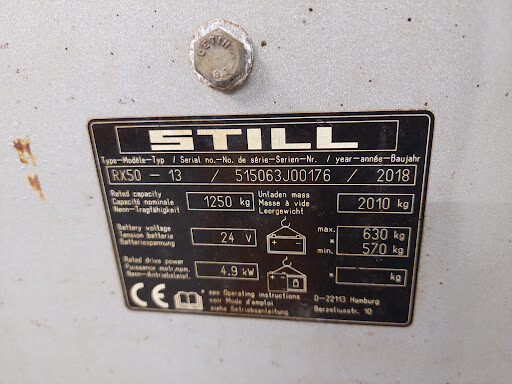 STILL
Type-Modèle-Typ / Serial no.-No. de série-Serien-Nr. / year-année-Baujahr
RX50 - 13 / 515063J00176 / 2018
Rated capacity
Capacité nominale
Nenn-Tragfähigkeit
1250 kg
Unladen mass
Masse à vide
Leergewicht
2010 kg
Battery voltage
Tension batterie
Batteriespannung
24 V
max. 630 kg
*
min. 570 kg
Rated drive power
Puissance motr.nom.
Nenn-Antriebsleist.
4.9 kW
* kg
CE
* see Operating instructions
voir Mode d'emploi
siehe Betriebsanleitung
D-22113 Hamburg
Berzeliusstr. 10